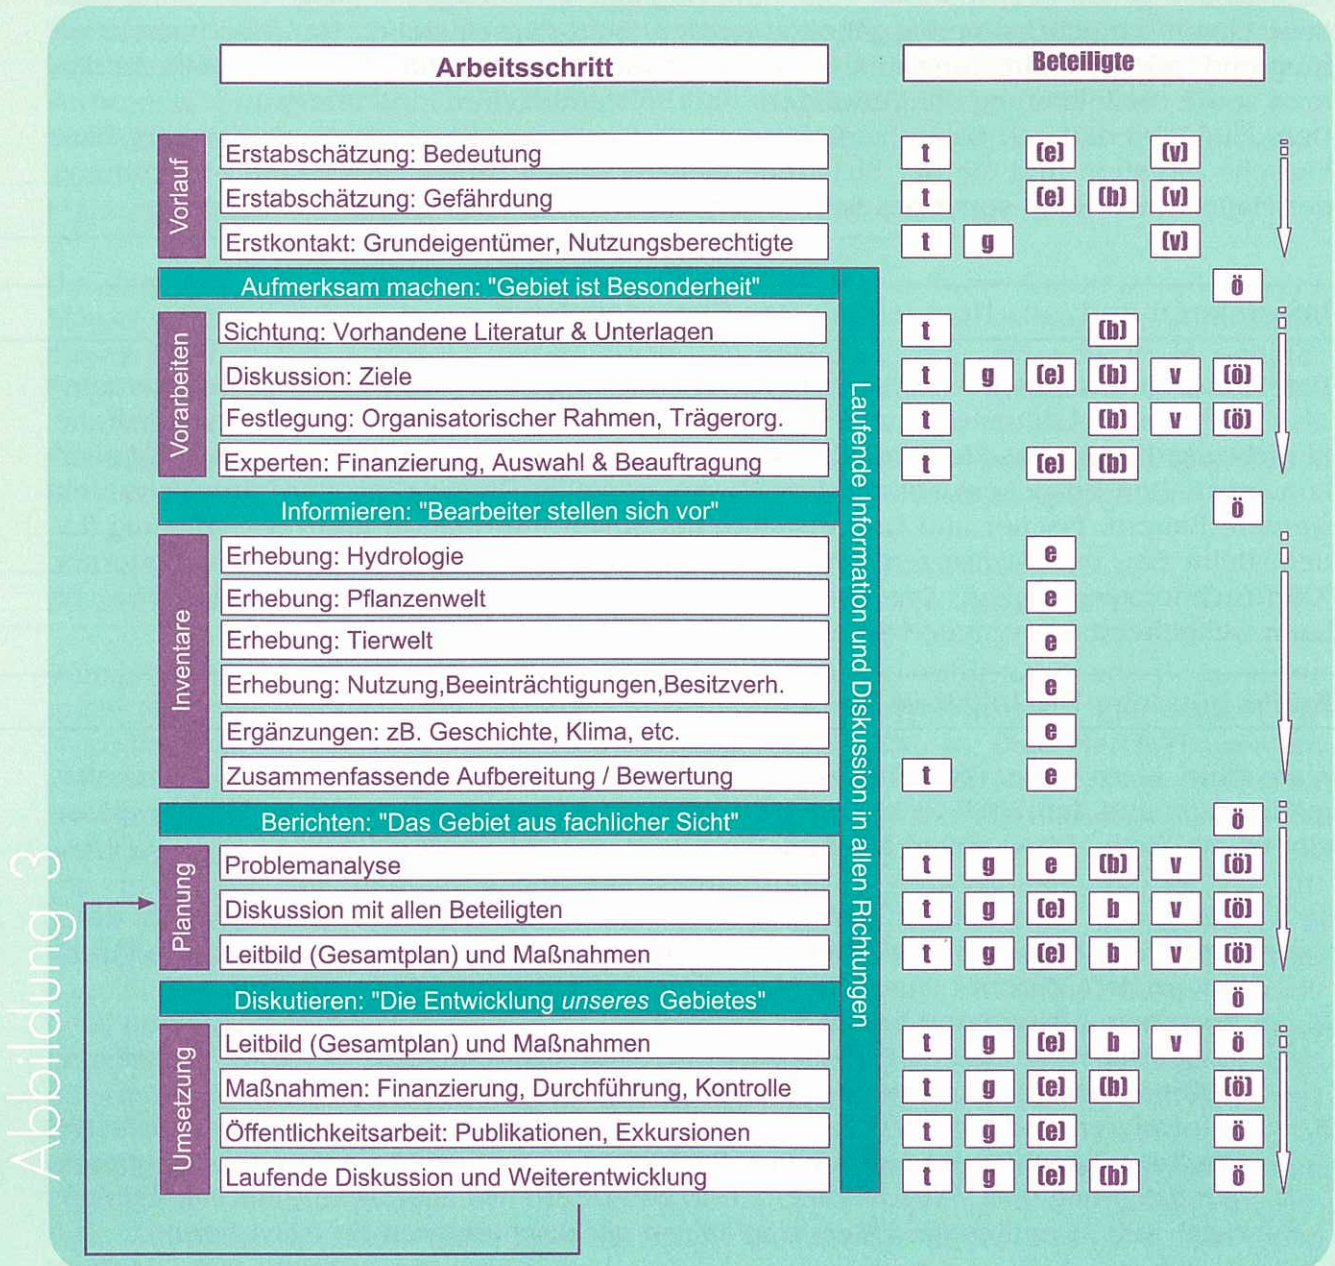 Arbeitsschritt Beteiligte
Vorlauf
Erstabschätzung: Bedeutung t (e) (v)
Erstabschätzung: Gefährdung t (e) (b) (v)
Erstkontakt: Grundeigentümer, Nutzungsberechtigte t g (v)
Aufmerksam machen: "Gebiet ist Besonderheit" ö
Vorarbeiten
Sichtung: Vorhandene Literatur & Unterlagen t (b)
Diskussion: Ziele t g (e) (b) v (ö)
Festlegung: Organisatorischer Rahmen, Trägerorg. t (b) v (ö)
Experten: Finanzierung, Auswahl & Beauftragung t (e) (b)
Informieren: "Bearbeiter stellen sich vor" ö
Inventare
Erhebung: Hydrologie e
Erhebung: Pflanzenwelt e
Erhebung: Tierwelt e
Erhebung: Nutzung,Beeinträchtigungen,Besitzverh. e
Ergänzungen: zB. Geschichte, Klima, etc. e
Zusammenfassende Aufbereitung / Bewertung t e
Berichten: "Das Gebiet aus fachlicher Sicht" ö
Planung
Problemanalyse t g e (b) v (ö)
Diskussion mit allen Beteiligten t g (e) b v (ö)
Leitbild (Gesamtplan) und Maßnahmen t g (e) b v (ö)
Diskutieren: "Die Entwicklung unseres Gebietes" ö
Umsetzung
Leitbild (Gesamtplan) und Maßnahmen t g (e) b v ö
Maßnahmen: Finanzierung, Durchführung, Kontrolle t g (e) (b) (ö)
Öffentlichkeitsarbeit: Publikationen, Exkursionen t g (e) ö
Laufende Diskussion und Weiterentwicklung t g (e) (b) ö
Laufende Information und Diskussion in allen Richtungen
Abbildung 3